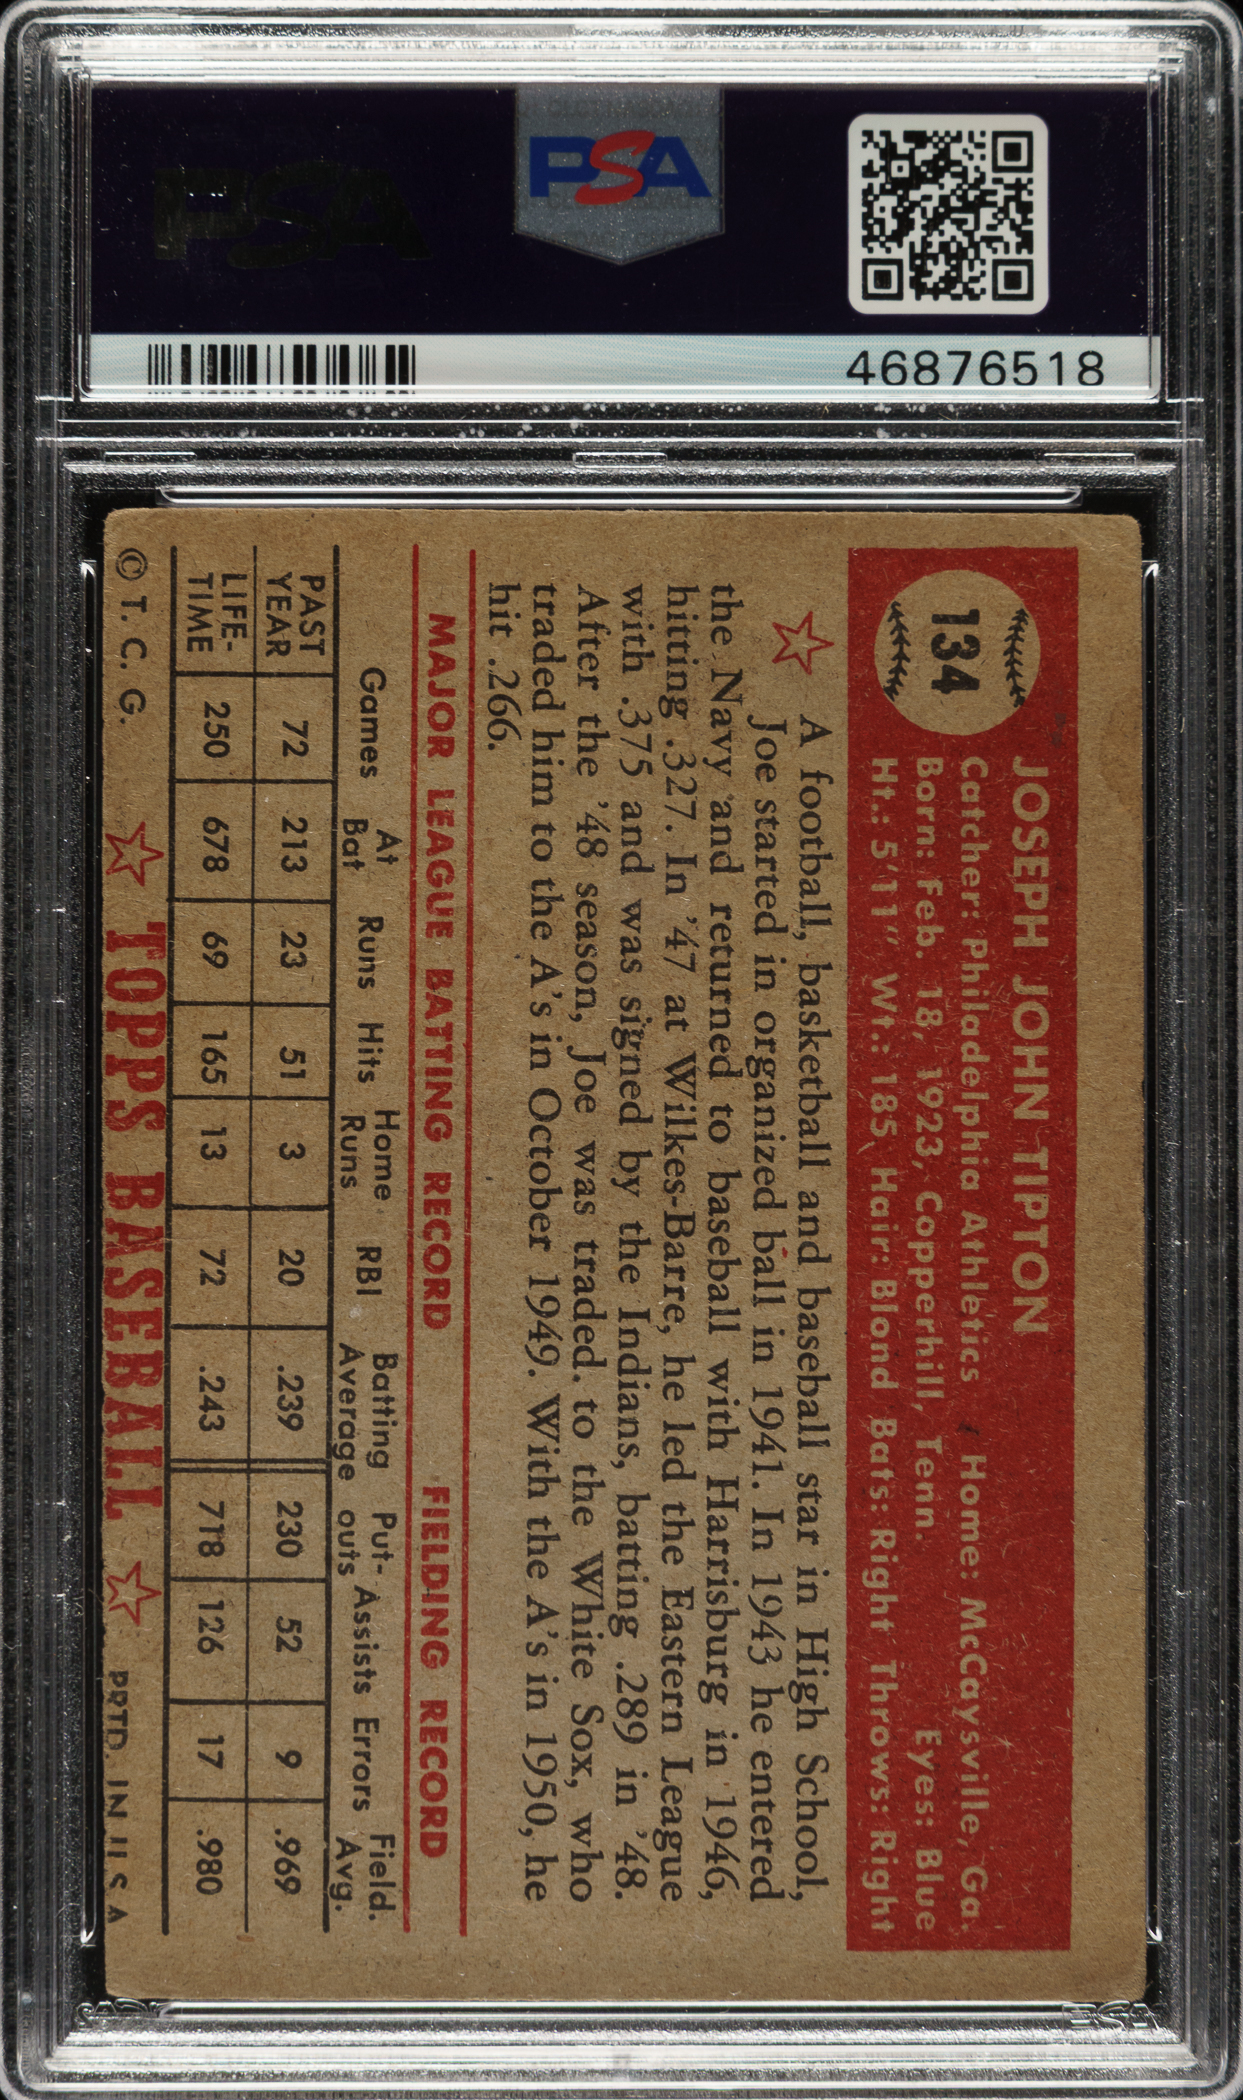 PSA
PSA
46876518
134
JOSEPH JOHN TIPTON
Catcher: Philadelphia Athletics Home: McCaysville, Ga.
Born: Feb. 18, 1923, Copperhill, Tenn. Eyes: Blue
Ht.: 5'11" Wt.: 185 Hair: Blond Bats: Right Throws: Right
A football, basketball and baseball star in High School,
Joe started in organized ball in 1941. In 1943 he entered
the Navy and returned to baseball with Harrisburg in 1946,
hitting .327. In '47 at Wilkes-Barre, he led the Eastern League
with .375 and was signed by the Indians, batting .289 in '48.
After the '48 season, Joe was traded to the White Sox, who
traded him to the A's in October 1949. With the A's in 1950, he
hit .266.
MAJOR LEAGUE BATTING RECORD FIELDING RECORD
Games At Bat Runs Hits Home Runs RBI Batting Average Put-outs Assists Errors Field. Avg.
PAST YEAR 72 213 23 51 3 20 .239 230 52 9 .969
LIFE-TIME 250 678 69 165 13 72 .243 718 126 17 .980
© T. C. G. TOPPS BASEBALL PRTD. IN U S A